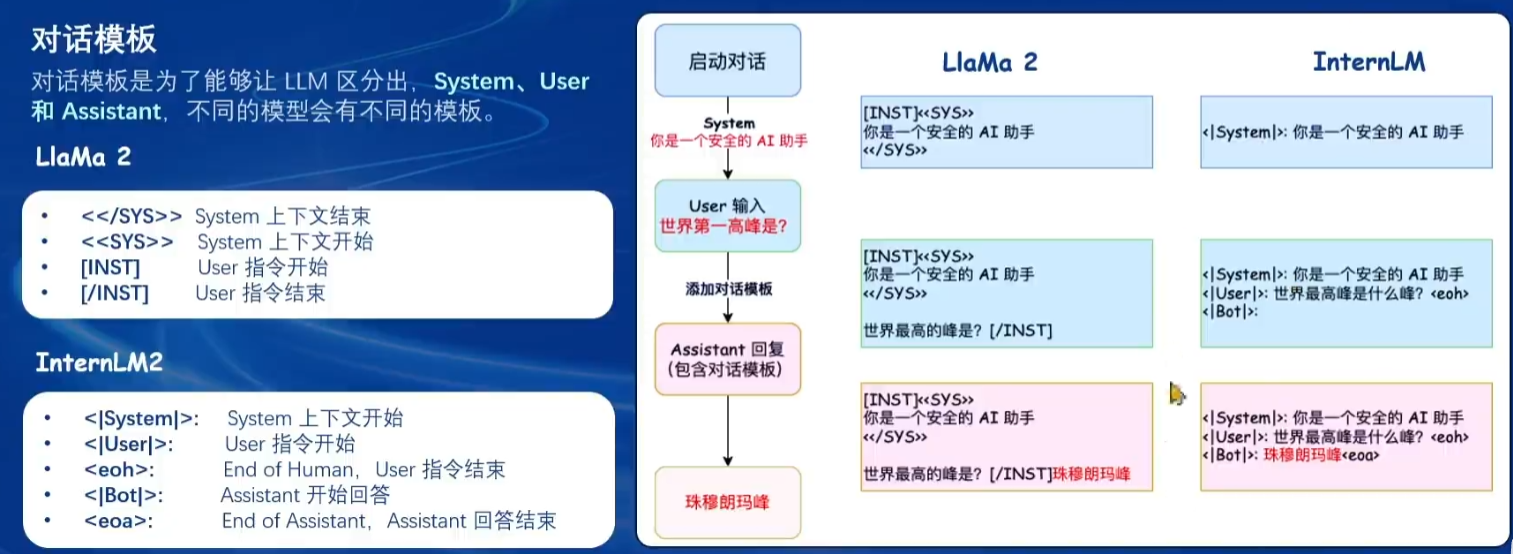 对话模板
对话模板是为了能够让 LLM 区分出，System、User
和 Assistant，不同的模型会有不同的模板。
LlaMa 2
• <</SYS>> System 上下文结束
• <<SYS>> System 上下文开始
• [INST] User 指令开始
• [/INST] User 指令结束
InternLM2
• <|System|>: System 上下文开始
• <|User|>: User 指令开始
• <eoh>: End of Human，User 指令结束
• <|Bot|>: Assistant 开始回答
• <eoa>: End of Assistant，Assistant 回答结束
启动对话
System
你是一个安全的 AI 助手
User 输入
世界第一高峰是？
添加对话模板
Assistant 回复
（包含对话模板）
珠穆朗玛峰
LlaMa 2
[INST]<<SYS>>
你是一个安全的 AI 助手
<</SYS>>
[INST]<<SYS>>
你是一个安全的 AI 助手
<</SYS>>
世界最高的峰是？[/INST]
[INST]<<SYS>>
你是一个安全的 AI 助手
<</SYS>>
世界最高的峰是？[/INST]珠穆朗玛峰
InternLM
<|System|>: 你是一个安全的 AI 助手
<|System|>: 你是一个安全的 AI 助手
<|User|>: 世界最高峰是什么峰？<eoh>
<|Bot|>:
<|System|>: 你是一个安全的 AI 助手
<|User|>: 世界最高峰是什么峰？<eoh>
<|Bot|>: 珠穆朗玛峰<eoa>